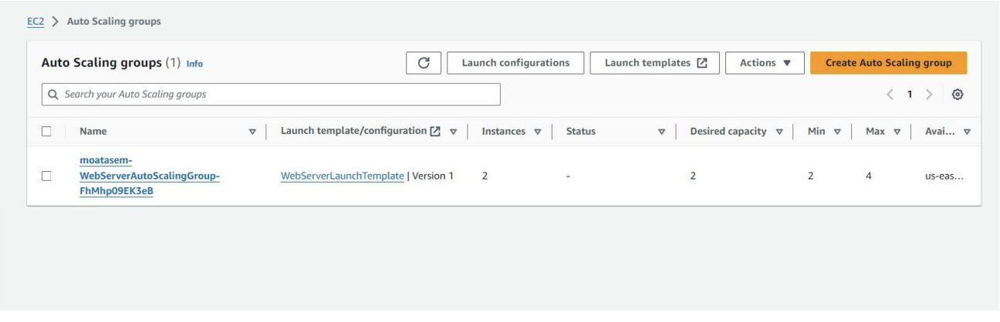 EC2 > Auto Scaling groups
Auto Scaling groups (1) Info
Launch configurations
Launch templates
Actions
Create Auto Scaling group
Search your Auto Scaling groups
< 1 >
Name Launch template/configuration Instances Status Desired capacity Min Max Avai...
moatasem-
WebServerAutoScalingGroup-
FhMhp09EK3eB
WebServerLaunchTemplate | Version 1 2 - 2 2 4 us-eas...